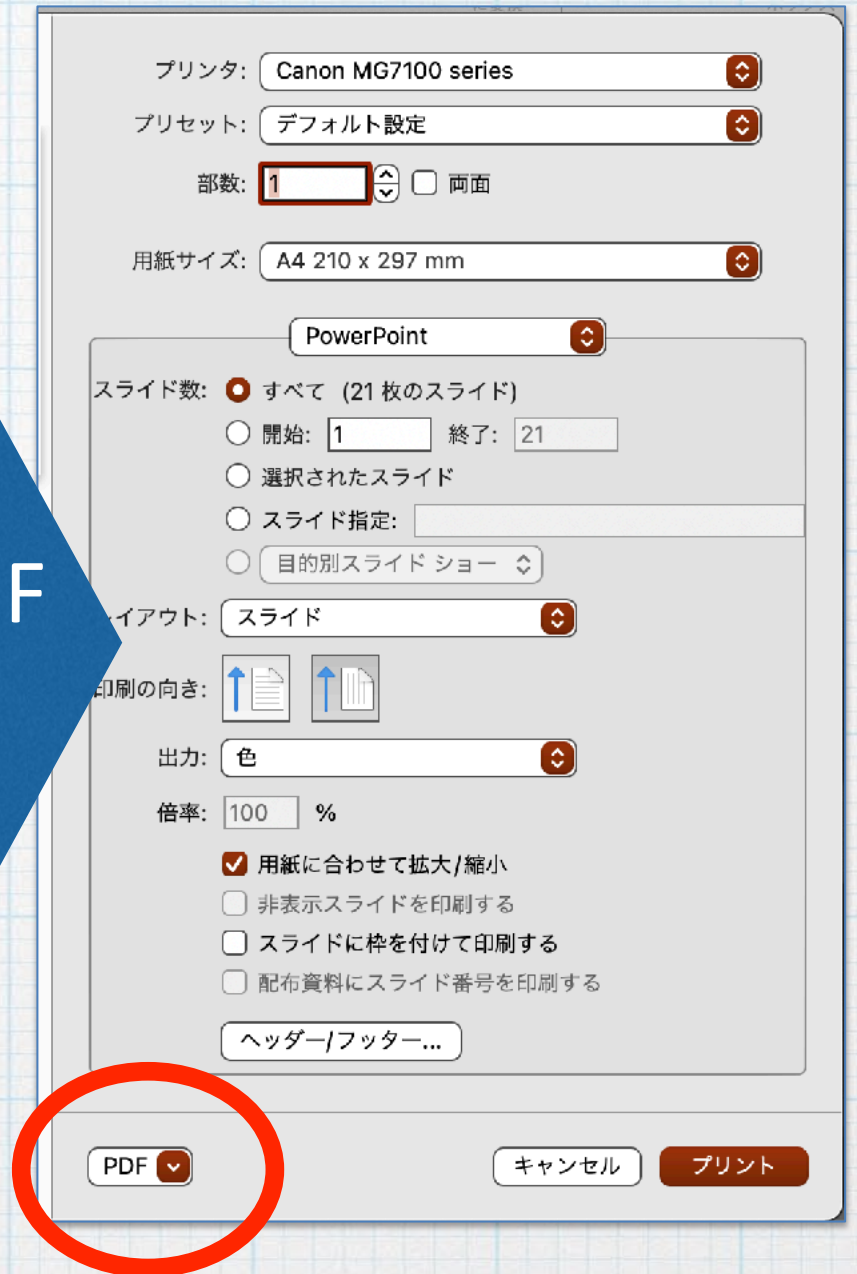 プリンタ: Canon MG7100 series
プリセット: デフォルト設定
部数: 1 両面
用紙サイズ: A4 210 x 297 mm
PowerPoint
スライド数: すべて (21 枚のスライド)
開始: 1 終了: 21
選択されたスライド
スライド指定:
目的別スライド ショー
F
イアウト: スライド
印刷の向き:
出力: 色
倍率: 100 %
用紙に合わせて拡大/縮小
非表示スライドを印刷する
スライドに枠を付けて印刷する
配布資料にスライド番号を印刷する
ヘッダー/フッター...
PDF キャンセル プリント